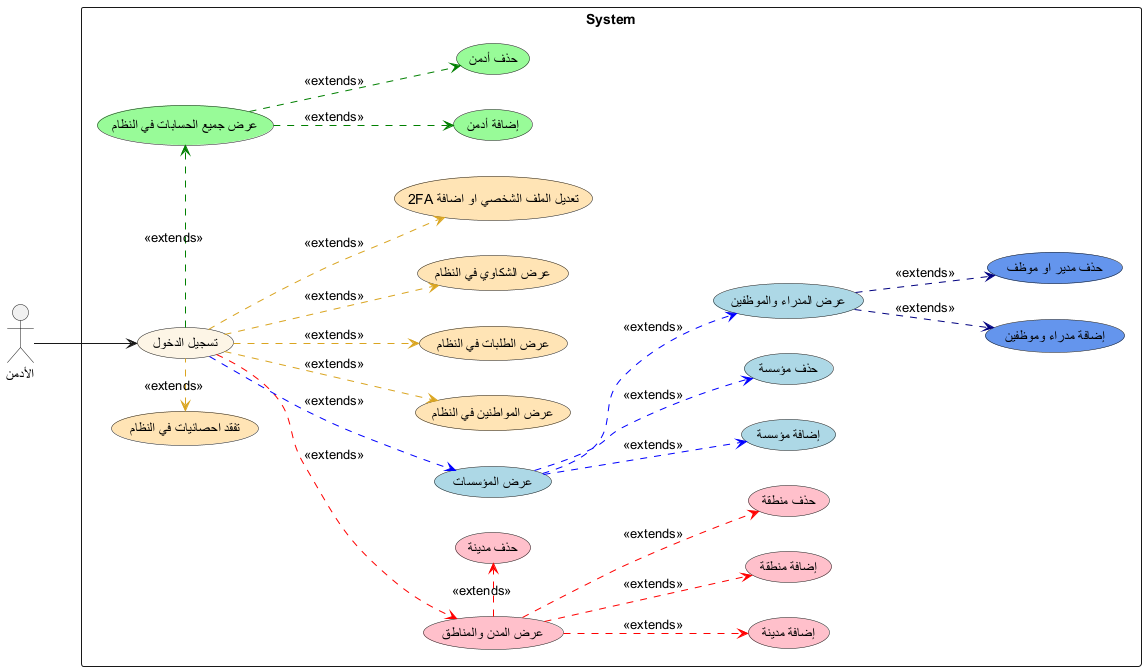 System
حذف أدمن
«extends»
عرض جميع الحسابات في النظام
«extends»
إضافة أدمن
تعديل الملف الشخصي او اضافة 2FA
«extends»
«extends»
عرض الشكاوي في النظام
حذف مدير او موظف
«extends»
«extends»
عرض المدراء والموظفين
«extends»
إضافة مدراء وموظفين
«extends»
«extends»
عرض الطلبات في النظام
تسجيل الدخول
الأدمن
حذف مؤسسة
«extends»
«extends»
«extends»
«extends»
عرض المواطنين في النظام
تفقد احصائيات في النظام
إضافة مؤسسة
«extends»
«extends»
عرض المؤسسات
حذف منطقة
«extends»
حذف مدينة
إضافة منطقة
«extends»
«extends»
«extends»
عرض المدن والمناطق
إضافة مدينة